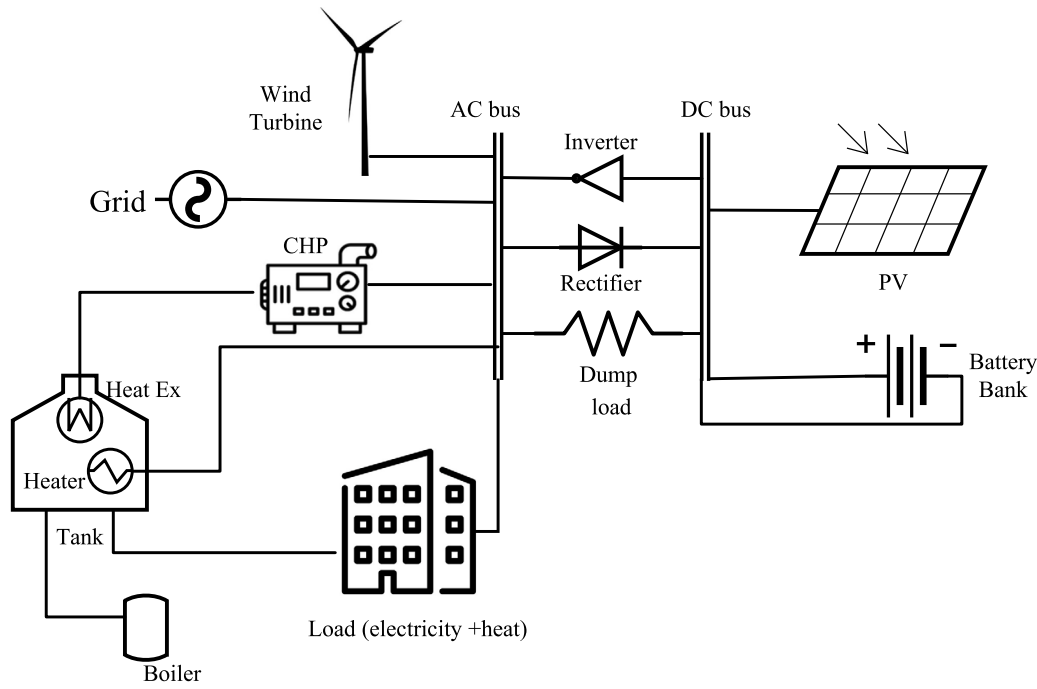 Wind
Turbine
AC bus
DC bus
Inverter
Grid
CHP
Rectifier
PV
+
−
Heat Ex
Dump
load
Battery
Bank
Heater
Tank
Load (electricity +heat)
Boiler